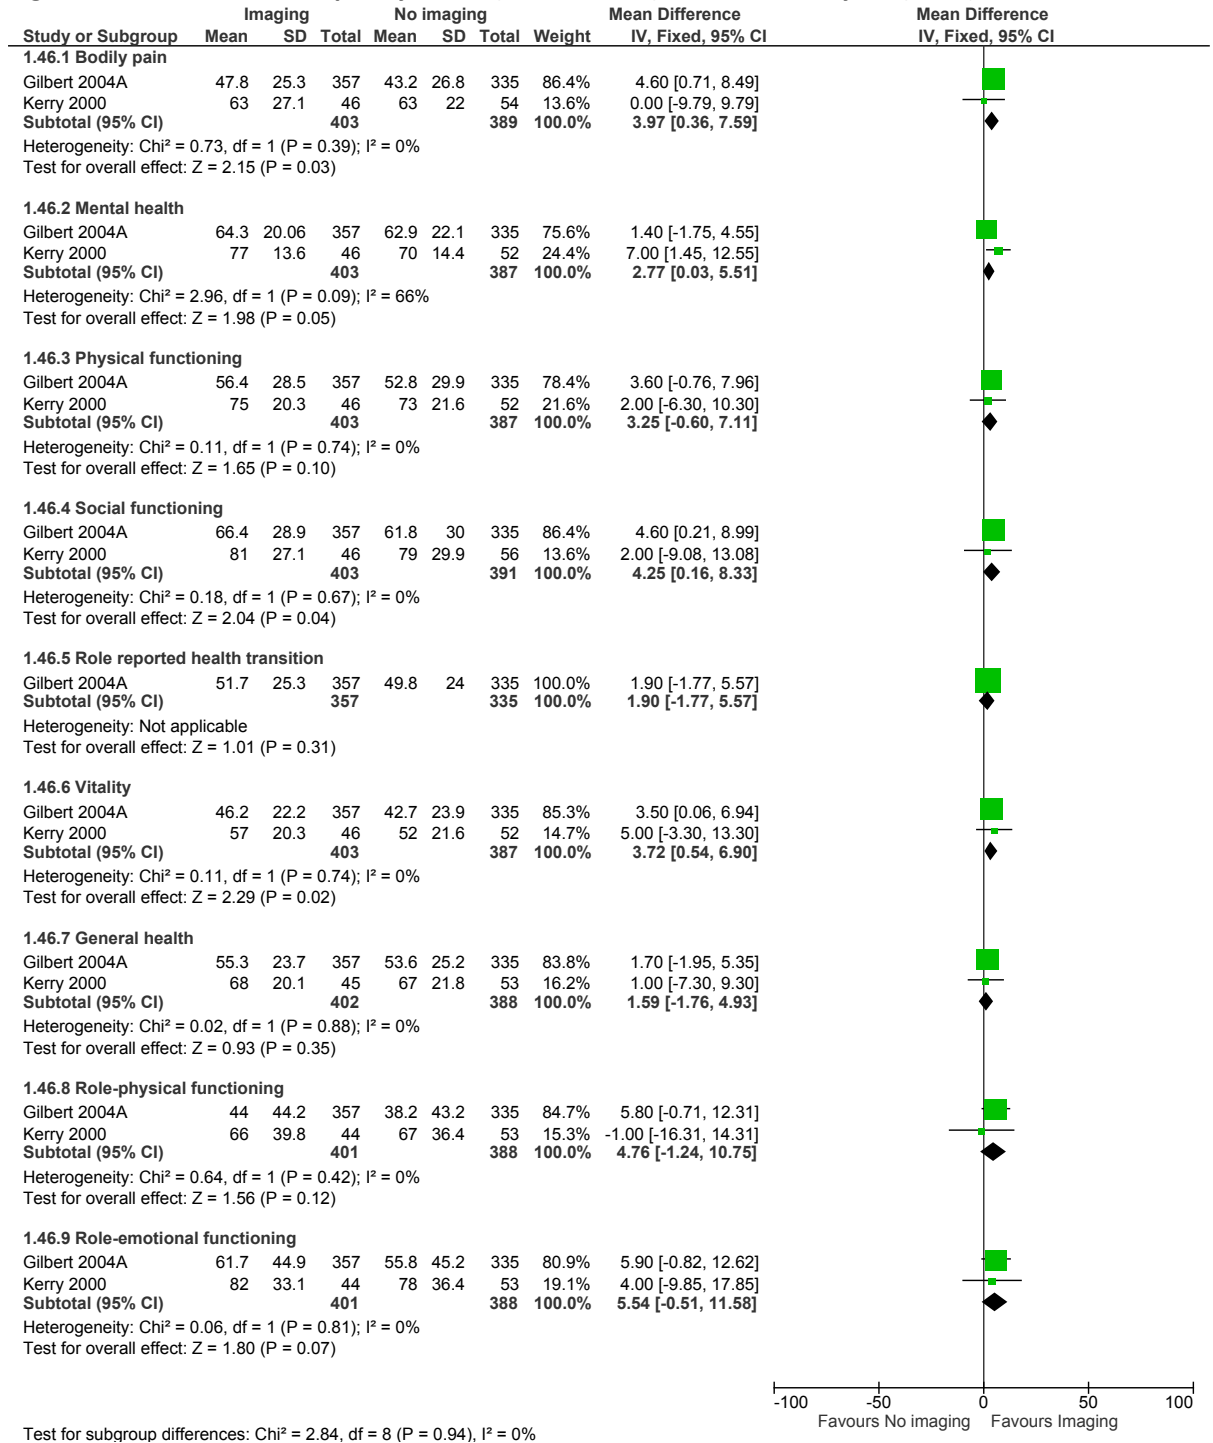 Imaging No imaging Mean Difference Mean Difference
Study or Subgroup Mean SD Total Mean SD Total Weight IV, Fixed, 95% CI IV, Fixed, 95% CI
1.46.1 Bodily pain
Gilbert 2004A 47.8 25.3 357 43.2 26.8 335 86.4% 4.60 [0.71, 8.49]
Kerry 2000 63 27.1 46 63 22 54 13.6% 0.00 [-9.79, 9.79]
Subtotal (95% CI) 403 389 100.0% 3.97 [0.36, 7.59]
Heterogeneity: Chi² = 0.73, df = 1 (P = 0.39); I² = 0%
Test for overall effect: Z = 2.15 (P = 0.03)
1.46.2 Mental health
Gilbert 2004A 64.3 20.06 357 62.9 22.1 335 75.6% 1.40 [-1.75, 4.55]
Kerry 2000 77 13.6 46 70 14.4 52 24.4% 7.00 [1.45, 12.55]
Subtotal (95% CI) 403 387 100.0% 2.77 [0.03, 5.51]
Heterogeneity: Chi² = 2.96, df = 1 (P = 0.09); I² = 66%
Test for overall effect: Z = 1.98 (P = 0.05)
1.46.3 Physical functioning
Gilbert 2004A 56.4 28.5 357 52.8 29.9 335 78.4% 3.60 [-0.76, 7.96]
Kerry 2000 75 20.3 46 73 21.6 52 21.6% 2.00 [-6.30, 10.30]
Subtotal (95% CI) 403 387 100.0% 3.25 [-0.60, 7.11]
Heterogeneity: Chi² = 0.11, df = 1 (P = 0.74); I² = 0%
Test for overall effect: Z = 1.65 (P = 0.10)
1.46.4 Social functioning
Gilbert 2004A 66.4 28.9 357 61.8 30 335 86.4% 4.60 [0.21, 8.99]
Kerry 2000 81 27.1 46 79 29.9 56 13.6% 2.00 [-9.08, 13.08]
Subtotal (95% CI) 403 391 100.0% 4.25 [0.16, 8.33]
Heterogeneity: Chi² = 0.18, df = 1 (P = 0.67); I² = 0%
Test for overall effect: Z = 2.04 (P = 0.04)
1.46.5 Role reported health transition
Gilbert 2004A 51.7 25.3 357 49.8 24 335 100.0% 1.90 [-1.77, 5.57]
Subtotal (95% CI) 357 335 100.0% 1.90 [-1.77, 5.57]
Heterogeneity: Not applicable
Test for overall effect: Z = 1.01 (P = 0.31)
1.46.6 Vitality
Gilbert 2004A 46.2 22.2 357 42.7 23.9 335 85.3% 3.50 [0.06, 6.94]
Kerry 2000 57 20.3 46 52 21.6 52 14.7% 5.00 [-3.30, 13.30]
Subtotal (95% CI) 403 387 100.0% 3.72 [0.54, 6.90]
Heterogeneity: Chi² = 0.11, df = 1 (P = 0.74); I² = 0%
Test for overall effect: Z = 2.29 (P = 0.02)
1.46.7 General health
Gilbert 2004A 55.3 23.7 357 53.6 25.2 335 83.8% 1.70 [-1.95, 5.35]
Kerry 2000 68 20.1 45 67 21.8 53 16.2% 1.00 [-7.30, 9.30]
Subtotal (95% CI) 402 388 100.0% 1.59 [-1.76, 4.93]
Heterogeneity: Chi² = 0.02, df = 1 (P = 0.88); I² = 0%
Test for overall effect: Z = 0.93 (P = 0.35)
1.46.8 Role-physical functioning
Gilbert 2004A 44 44.2 357 38.2 43.2 335 84.7% 5.80 [-0.71, 12.31]
Kerry 2000 66 39.8 44 67 36.4 53 15.3% -1.00 [-16.31, 14.31]
Subtotal (95% CI) 401 388 100.0% 4.76 [-1.24, 10.75]
Heterogeneity: Chi² = 0.64, df = 1 (P = 0.42); I² = 0%
Test for overall effect: Z = 1.56 (P = 0.12)
1.46.9 Role-emotional functioning
Gilbert 2004A 61.7 44.9 357 55.8 45.2 335 80.9% 5.90 [-0.82, 12.62]
Kerry 2000 82 33.1 44 78 36.4 53 19.1% 4.00 [-9.85, 17.85]
Subtotal (95% CI) 401 388 100.0% 5.54 [-0.51, 11.58]
Heterogeneity: Chi² = 0.06, df = 1 (P = 0.81); I² = 0%
Test for overall effect: Z = 1.80 (P = 0.07)
-100 -50 0 50 100
Favours No imaging Favours Imaging
Test for subgroup differences: Chi² = 2.84, df = 8 (P = 0.94), I² = 0%